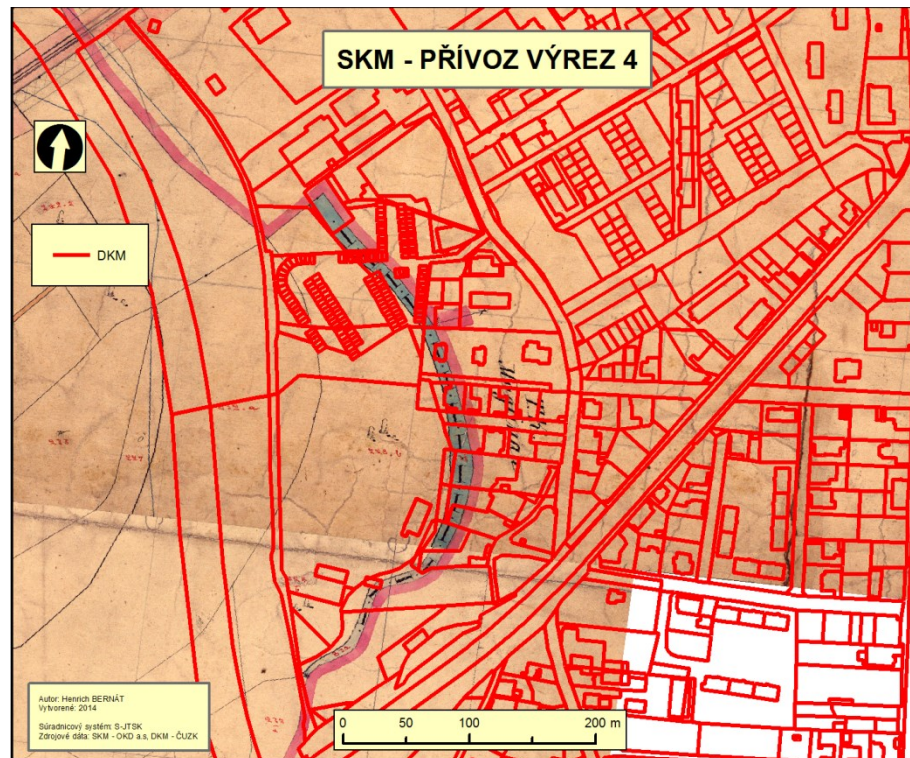 SKM - PŘÍVOZ VÝREZ 4
DKM
Autor: Henrich BERNÁT
Vytvorené: 2014
Súradnicový systém: S-JTSK
Zdrojové dáta: SKM - OKD a.s, DKM - ČUZK
0 50 100 200 m